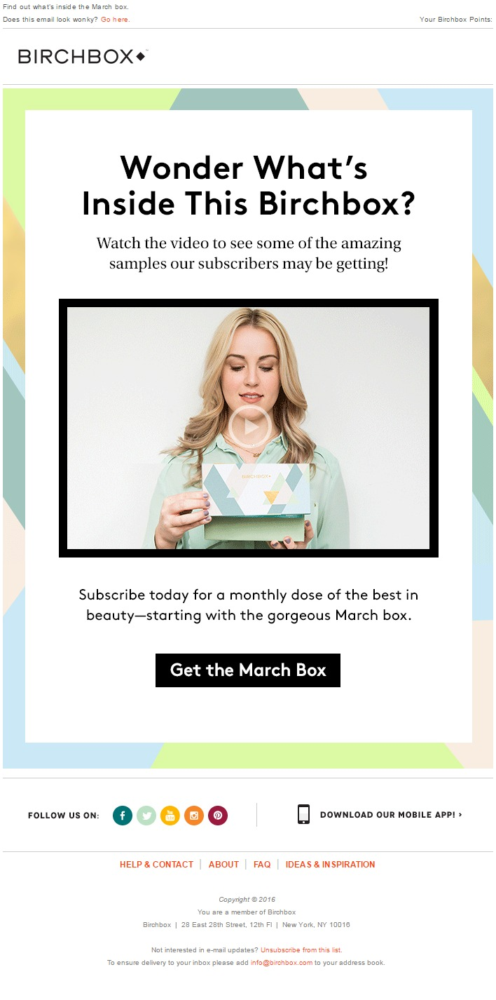 Find out what's inside the March box.
Does this email look wonky? Go here.
Your Birchbox Points:
BIRCHBOX
Wonder What's
Inside This Birchbox?
Watch the video to see some of the amazing
samples our subscribers may be getting!
BIRCHBOX
Subscribe today for a monthly dose of the best in
beauty—starting with the gorgeous March box.
Get the March Box
FOLLOW US ON:
You Tube
DOWNLOAD OUR MOBILE APP! ›
HELP & CONTACT | ABOUT | FAQ | IDEAS & INSPIRATION
Copyright © 2016
You are a member of Birchbox
Birchbox | 28 East 28th Street, 12th Fl | New York, NY 10016
Not interested in e-mail updates? Unsubscribe from this list.
To ensure delivery to your inbox please add info@birchbox.com to your address book.